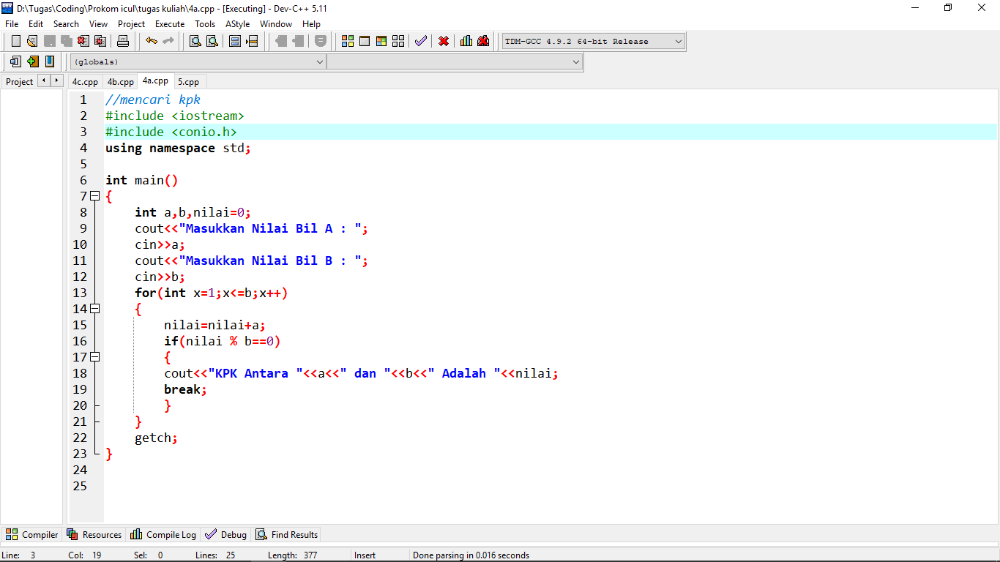 D:\Tugas\Coding\Prokom icul\tugas kuliah\4a.cpp - [Executing] - Dev-C++ 5.11
File Edit Search View Project Execute Tools AStyle Window Help
TDM-GCC 4.9.2 64-bit Release
(globals)
Project 4c.cpp 4b.cpp 4a.cpp 5.cpp
1 //mencari kpk
2 #include <iostream>
3 #include <conio.h>
4 using namespace std;
5
6 int main()
7 {
8 int a,b,nilai=0;
9 cout<<"Masukkan Nilai Bil A : ";
10 cin>>a;
11 cout<<"Masukkan Nilai Bil B : ";
12 cin>>b;
13 for(int x=1;x<=b;x++)
14 {
15 nilai=nilai+a;
16 if(nilai % b==0)
17 {
18 cout<<"KPK Antara "<<a<<" dan "<<b<<" Adalah "<<nilai;
19 break;
20 }
21 }
22 getch;
23 }
24
25
Compiler Resources Compile Log Debug Find Results
Line: 3 Col: 19 Sel: 0 Lines: 25 Length: 377 Insert Done parsing in 0.016 seconds